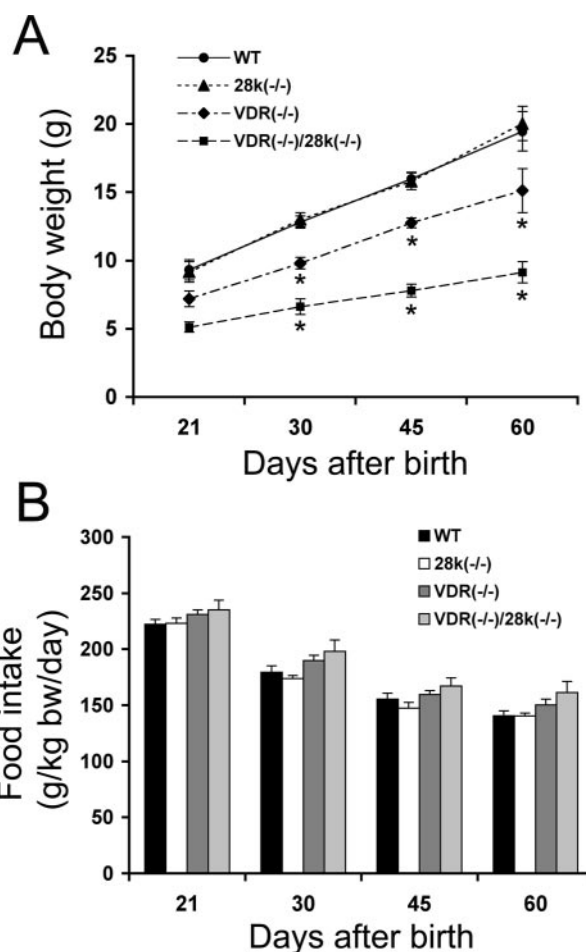 A
WT
28k(-/-)
VDR(-/-)
VDR(-/-)/28k(-/-)
Body weight (g)
25
20
15
10
5
0
* * *
* * *
21 30 45 60
Days after birth
B
WT
28k(-/-)
VDR(-/-)
VDR(-/-)/28k(-/-)
Food intake
(g/kg bw/day)
300
250
200
150
100
50
0
21 30 45 60
Days after birth